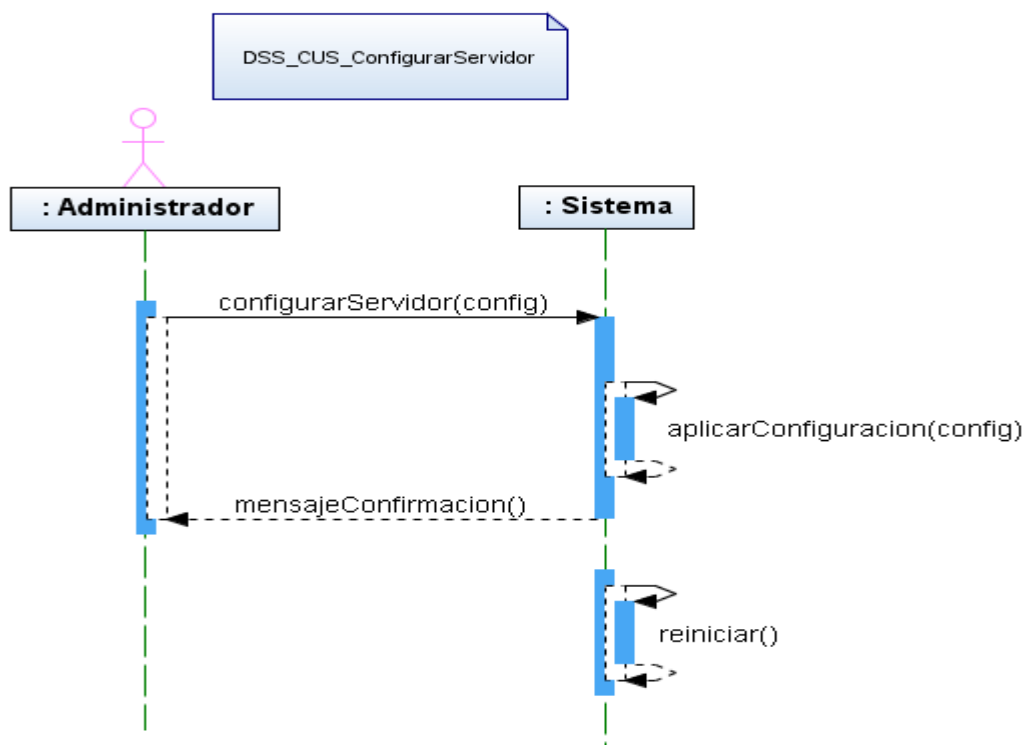 DSS_CUS_ConfigurarServidor
: Administrador
: Sistema
configurarServidor(config)
aplicarConfiguracion(config)
mensajeConfirmacion()
reiniciar()